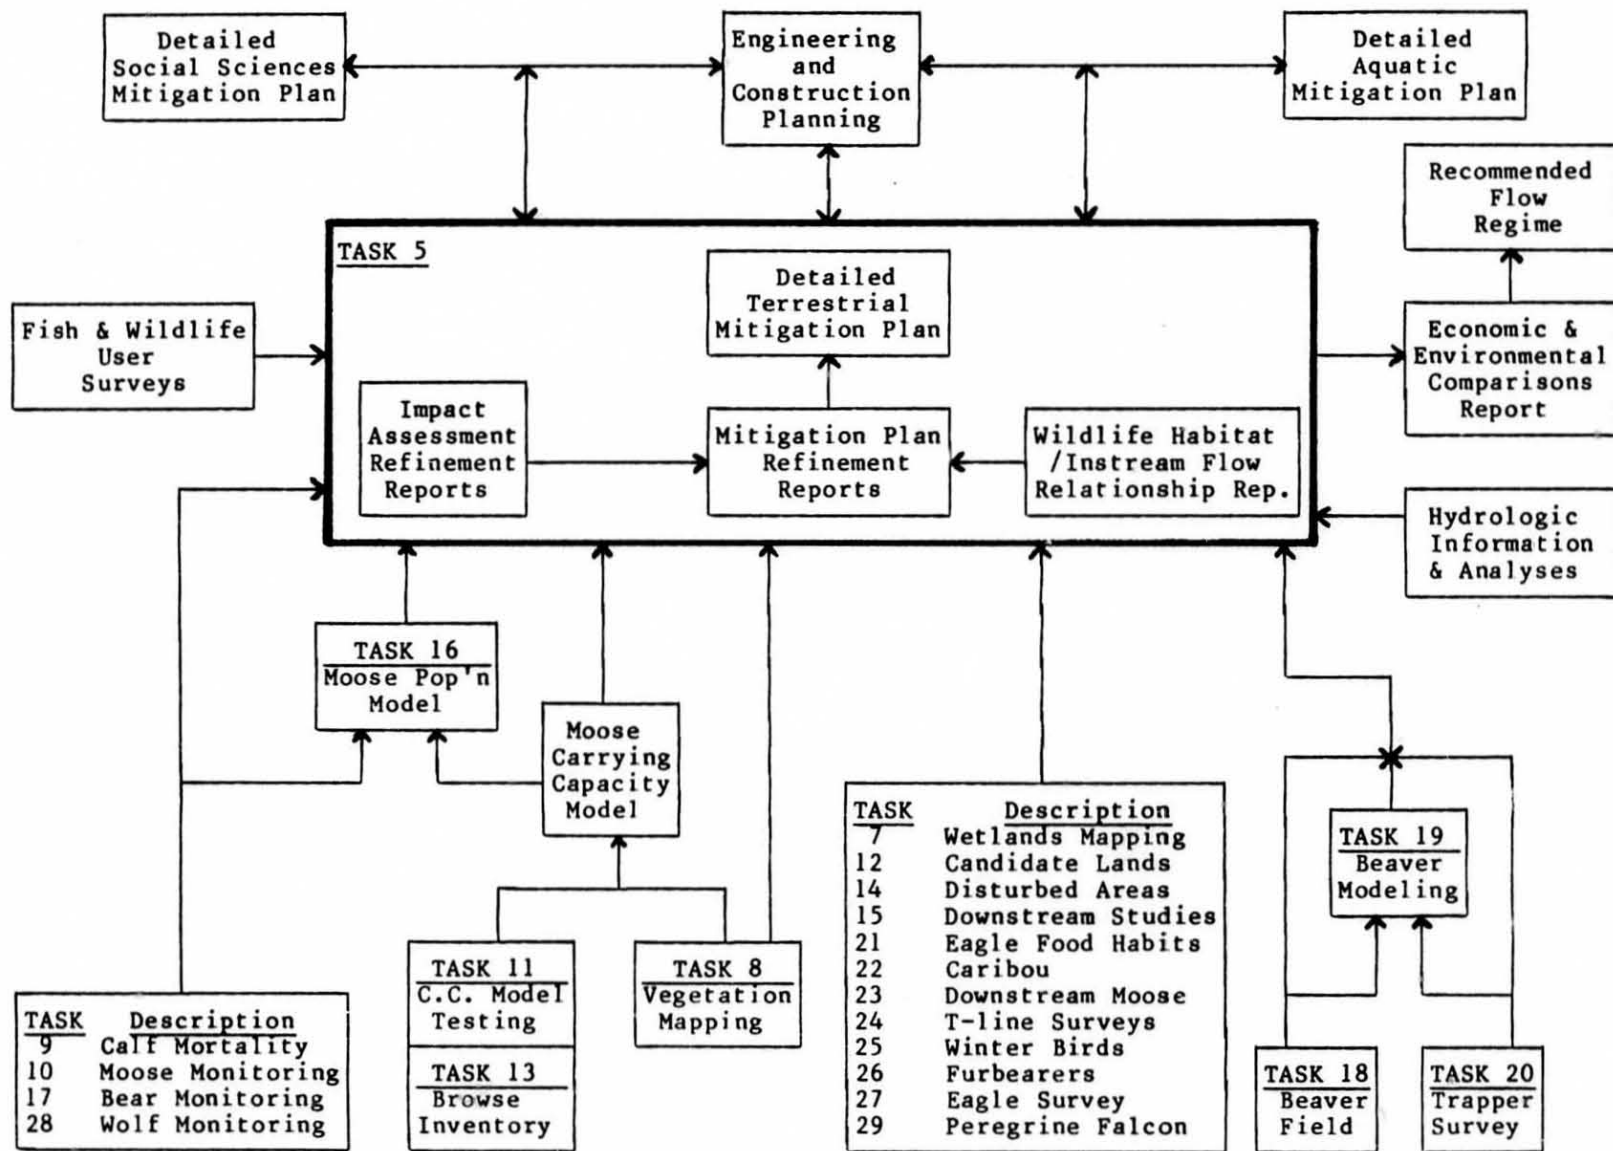 Detailed
Social Sciences
Mitigation Plan
Engineering
and
Construction
Planning
Detailed
Aquatic
Mitigation Plan
Recommended
Flow
Regime
TASK 5
Detailed
Terrestrial
Mitigation Plan
Fish & Wildlife
User
Surveys
Economic &
Environmental
Comparisons
Report
Impact
Assessment
Refinement
Reports
Mitigation Plan
Refinement
Reports
Wildlife Habitat
/Instream Flow
Relationship Rep.
Hydrologic
Information
& Analyses
TASK 16
Moose Pop'n
Model
Moose
Carrying
Capacity
Model
TASK Description
7 Wetlands Mapping
12 Candidate Lands
14 Disturbed Areas
15 Downstream Studies
21 Eagle Food Habits
22 Caribou
23 Downstream Moose
24 T-line Surveys
25 Winter Birds
26 Furbearers
27 Eagle Survey
29 Peregrine Falcon
TASK 19
Beaver
Modeling
TASK 11
C.C. Model
Testing
TASK 13
Browse
Inventory
TASK 8
Vegetation
Mapping
TASK Description
9 Calf Mortality
10 Moose Monitoring
17 Bear Monitoring
28 Wolf Monitoring
TASK 18
Beaver
Field
TASK 20
Trapper
Survey